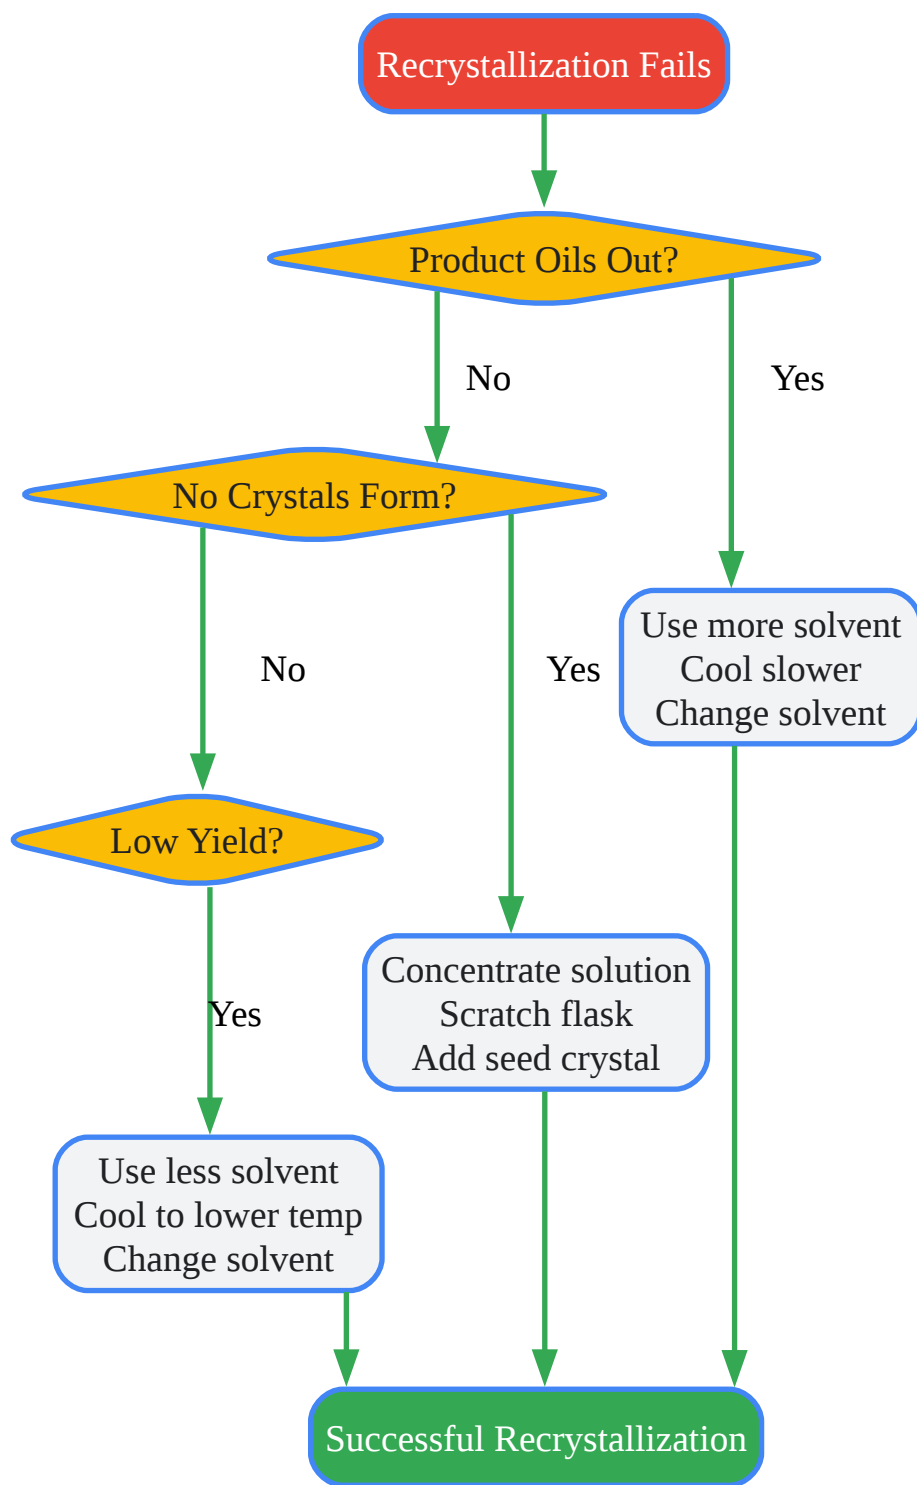 Recrystallization Fails
Product Oils Out?
No
Yes
No Crystals Form?
No
Yes
Use more solvent
Cool slower
Change solvent
Low Yield?
Yes
Concentrate solution
Scratch flask
Add seed crystal
Use less solvent
Cool to lower temp
Change solvent
Successful Recrystallization